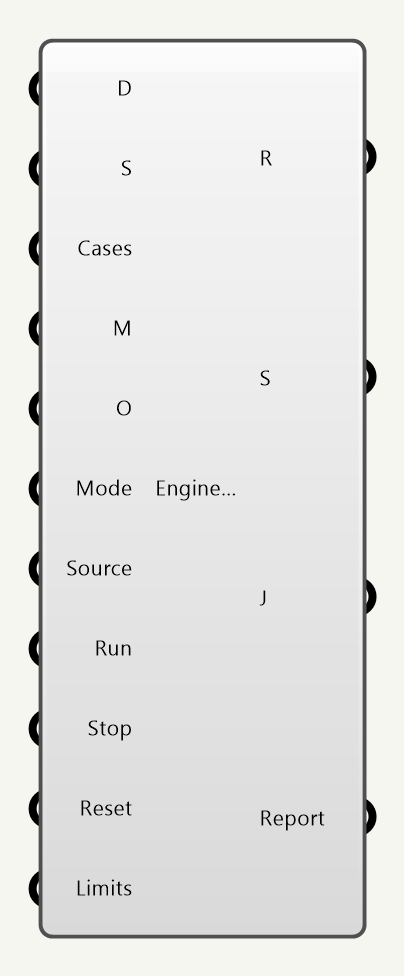 D
S
Cases
M
O
Mode
Source
Run
Stop
Reset
Limits
Engine...
R
S
J
Report